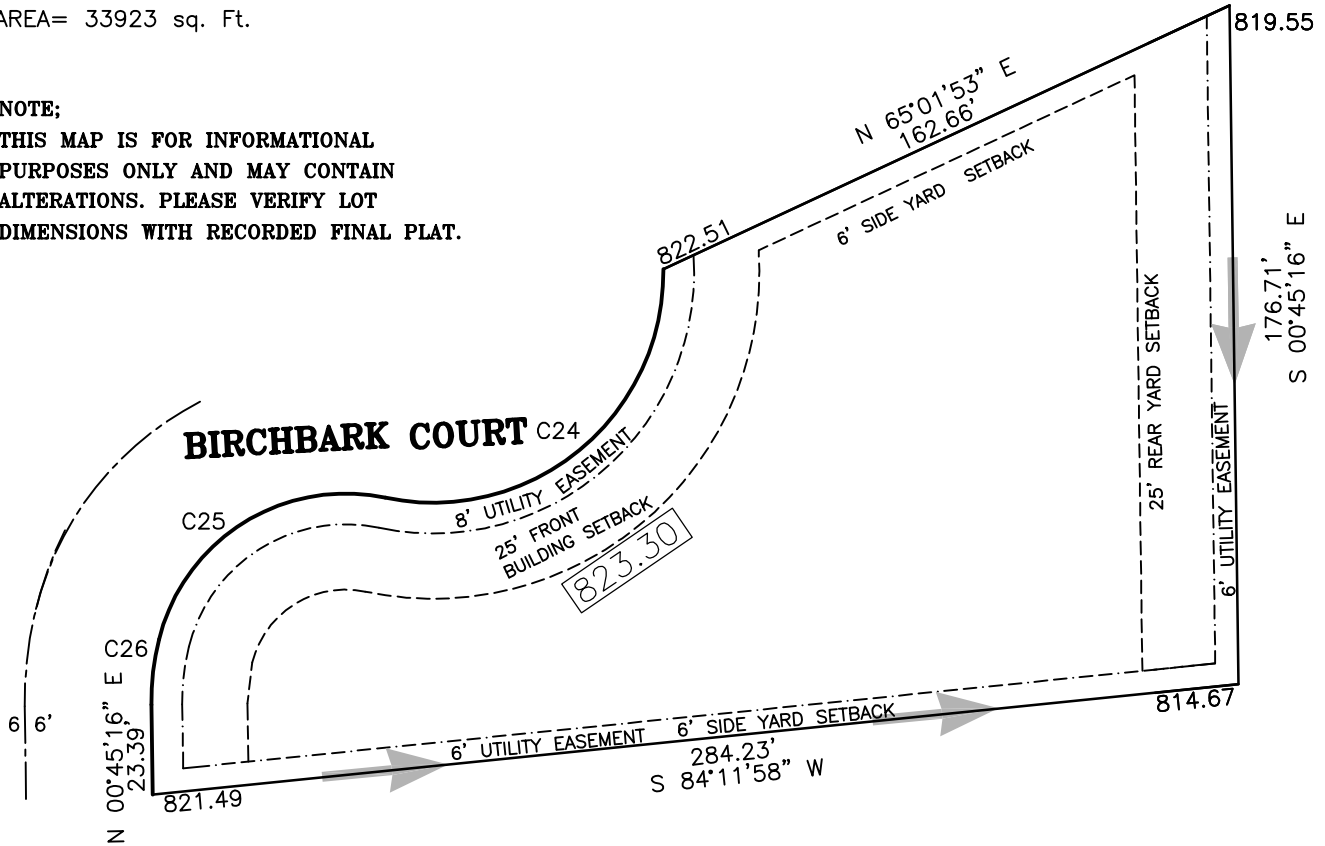 AREA= 33923 sq. Ft.
NOTE;
THIS MAP IS FOR INFORMATIONAL
PURPOSES ONLY AND MAY CONTAIN
ALTERATIONS. PLEASE VERIFY LOT
DIMENSIONS WITH RECORDED FINAL PLAT.
819.55
N 65°01'53" E
162.66'
6' SIDE YARD SETBACK
822.51
176.71'
S 00°45'16" E
25' REAR YARD SETBACK
6' UTILITY EASEMENT
BIRCHBARK COURT
C24
8' UTILITY EASEMENT
25' FRONT
BUILDING SETBACK
823.30
C25
C26
66'
N 00°45'16" E
23.39'
821.49
6' UTILITY EASEMENT
6' SIDE YARD SETBACK
284.23'
S 84°11'58" W
814.67